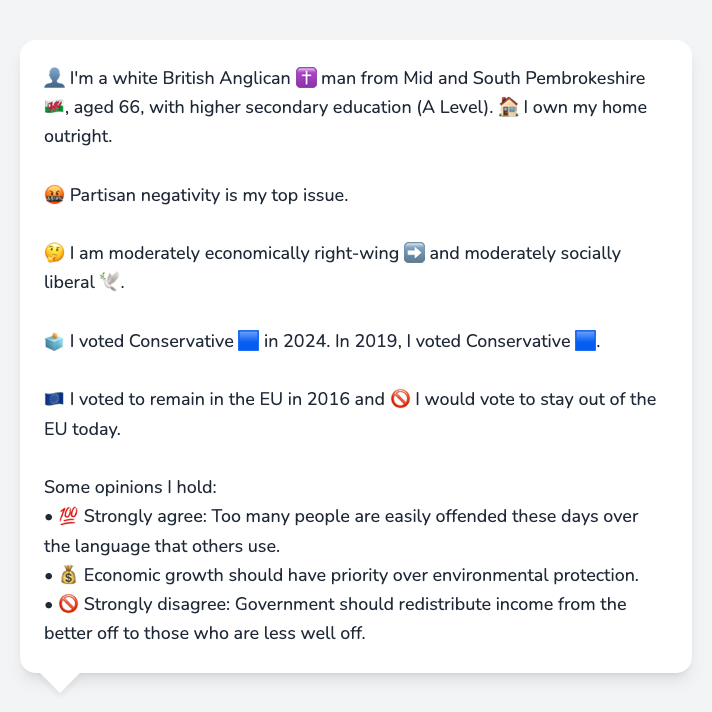 👤 I'm a white British Anglican ✝️ man from Mid and South Pembrokeshire
🏴󠁧󠁢󠁷󠁬󠁳󠁿, aged 66, with higher secondary education (A Level). 🏠 I own my home
outright.
🤬 Partisan negativity is my top issue.
🤔 I am moderately economically right-wing ➡️ and moderately socially
liberal 🕊️.
🗳️ I voted Conservative 🟦 in 2024. In 2019, I voted Conservative 🟦.
🇪🇺 I voted to remain in the EU in 2016 and 🚫 I would vote to stay out of the
EU today.
Some opinions I hold:
• 💯 Strongly agree: Too many people are easily offended these days over
the language that others use.
• 💰 Economic growth should have priority over environmental protection.
• 🚫 Strongly disagree: Government should redistribute income from the
better off to those who are less well off.